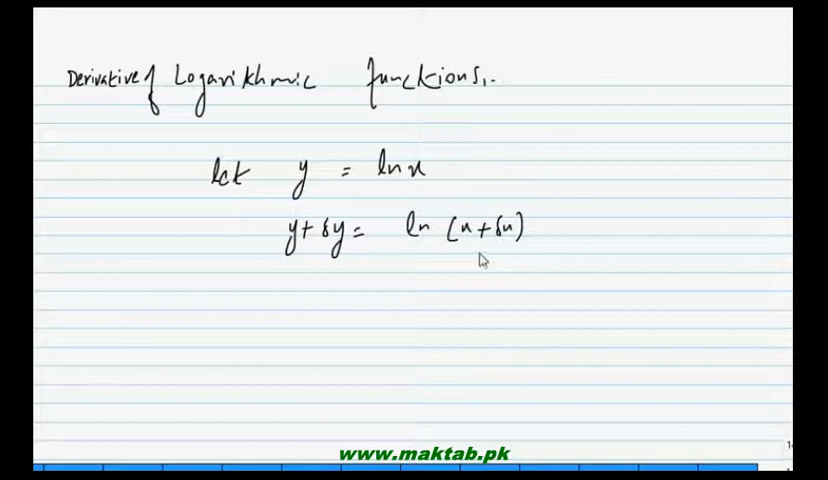 Derivative of Logarithmic functions.
let y = ln x
y + δy = ln (x + δx)
www.maktab.pk